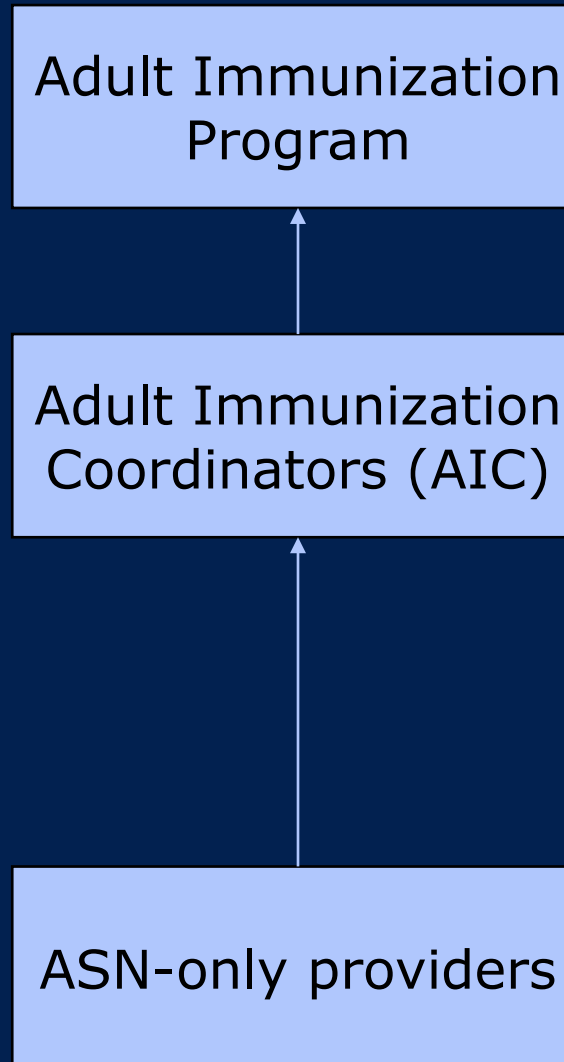 Adult Immunization
Program
Adult Immunization
Coordinators (AIC)
ASN-only providers